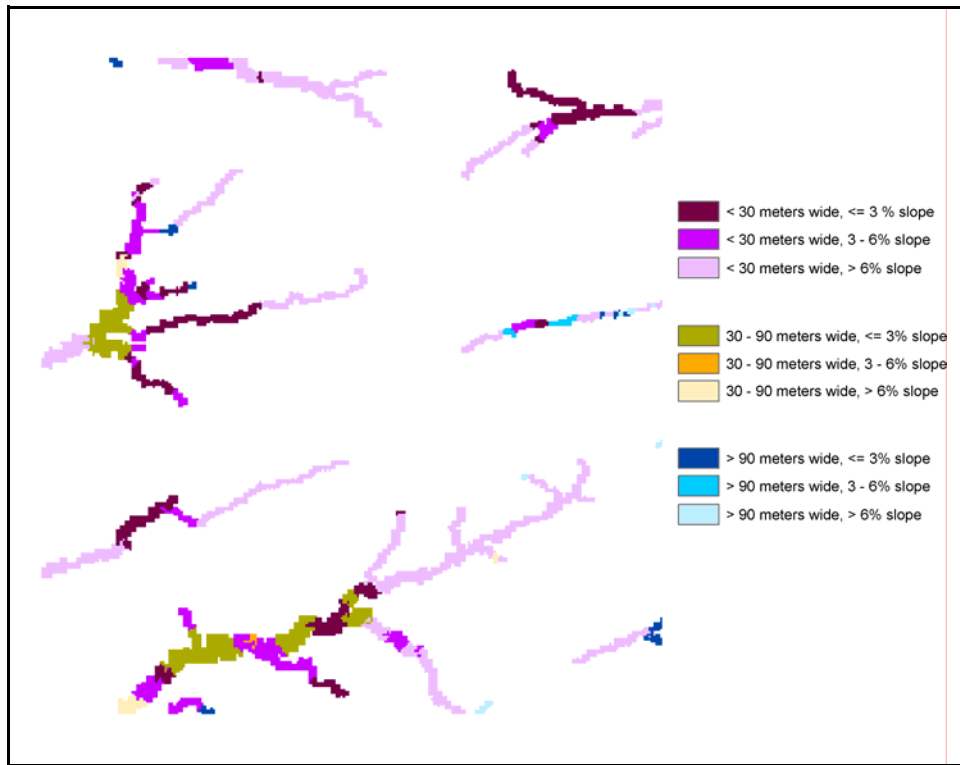 < 30 meters wide, <= 3 % slope
< 30 meters wide, 3 - 6% slope
< 30 meters wide, > 6% slope
30 - 90 meters wide, <= 3% slope
30 - 90 meters wide, 3 - 6% slope
30 - 90 meters wide, > 6% slope
> 90 meters wide, <= 3% slope
> 90 meters wide, 3 - 6% slope
> 90 meters wide, > 6% slope